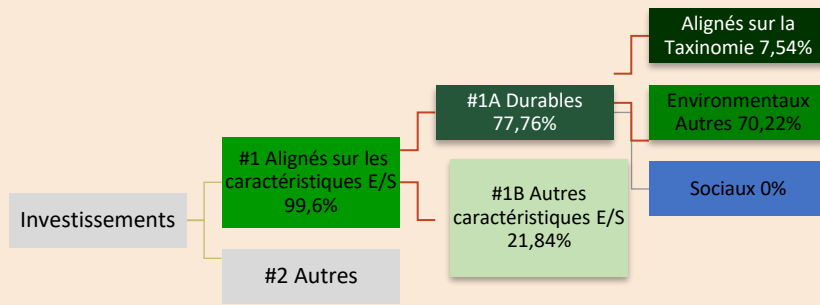 Investissements
#1 Alignés sur les
caractéristiques E/S
99,6%
#2 Autres
#1A Durables
77,76%
#1B Autres
caractéristiques E/S
21,84%
Alignés sur la
Taxinomie 7,54%
Environmentaux
Autres 70,22%
Sociaux 0%